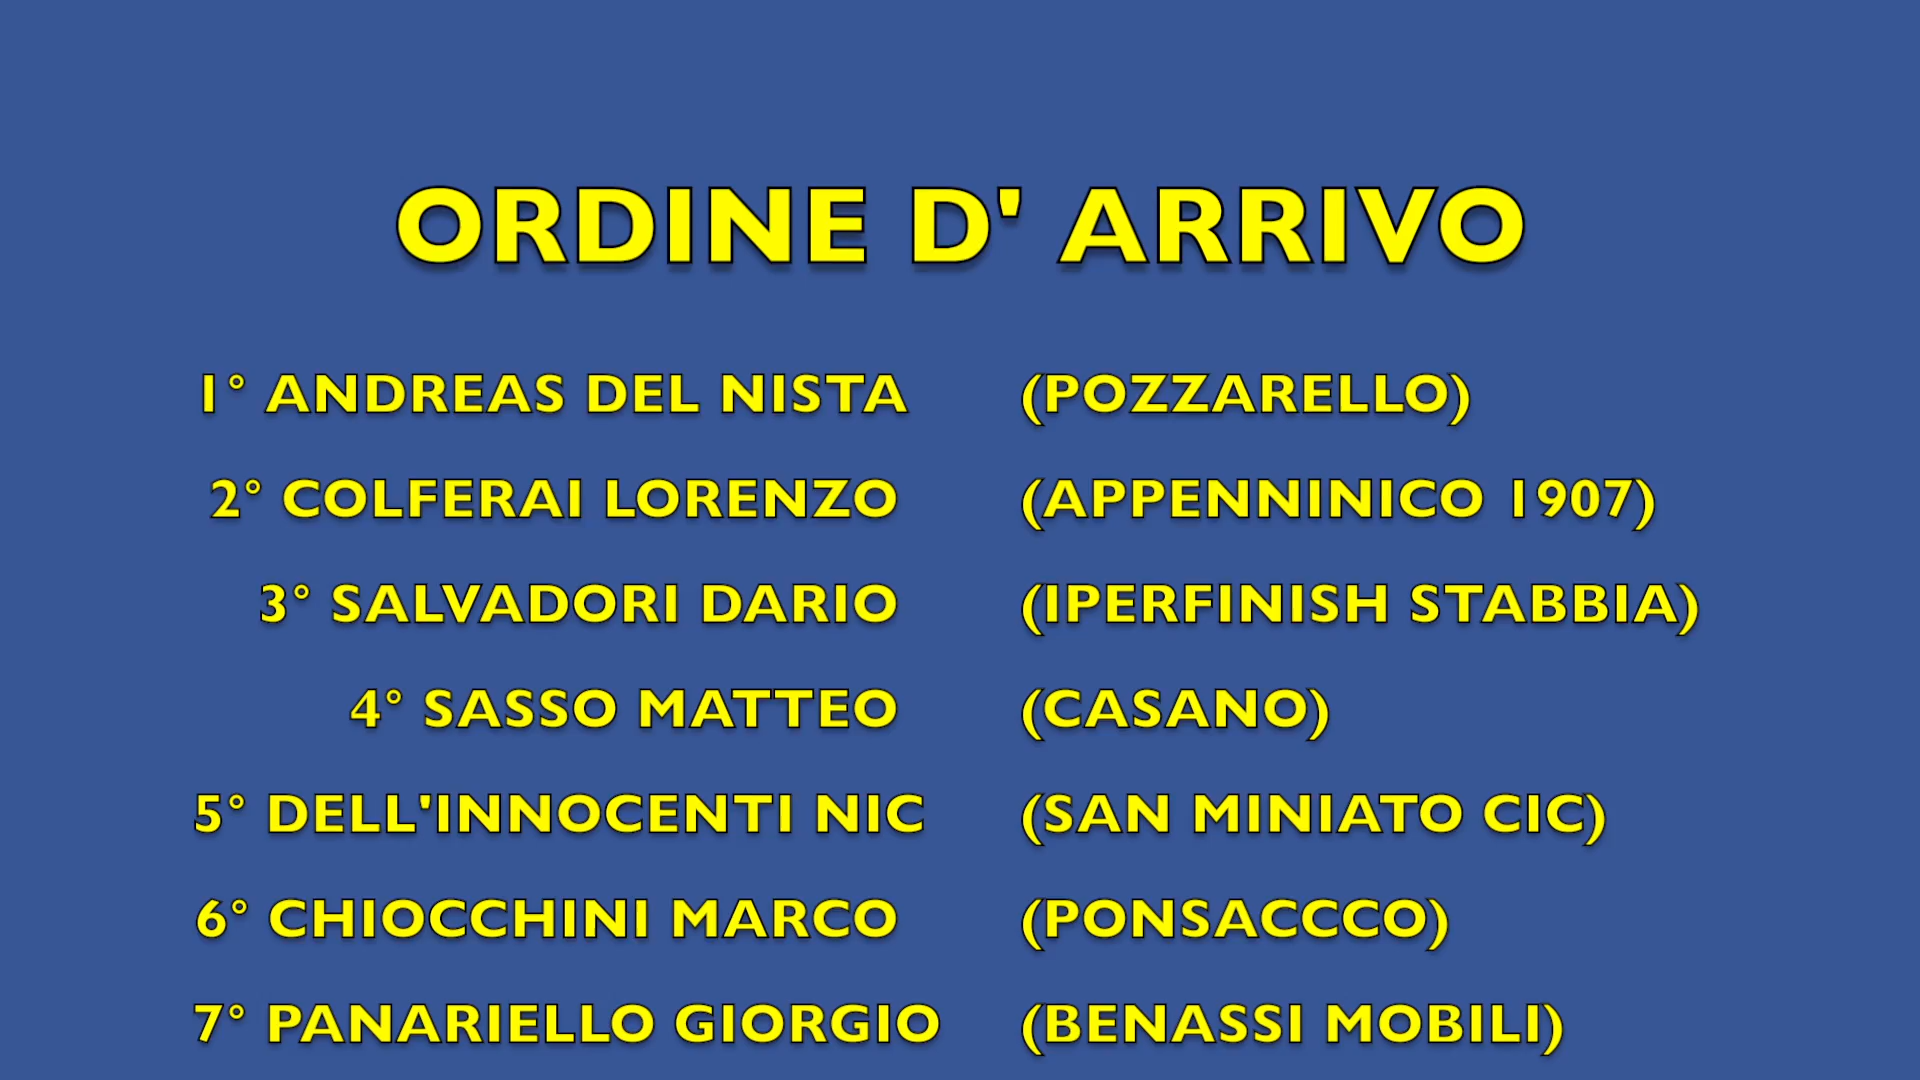 ORDINE D' ARRIVO
1° ANDREAS DEL NISTA (POZZARELLO)
2° COLFERAI LORENZO (APPENNINICO 1907)
3° SALVADORI DARIO (IPERFINISH STABBIA)
4° SASSO MATTEO (CASANO)
5° DELL'INNOCENTI NIC (SAN MINIATO CIC)
6° CHIOCCHINI MARCO (PONSACCCO)
7° PANARIELLO GIORGIO (BENASSI MOBILI)